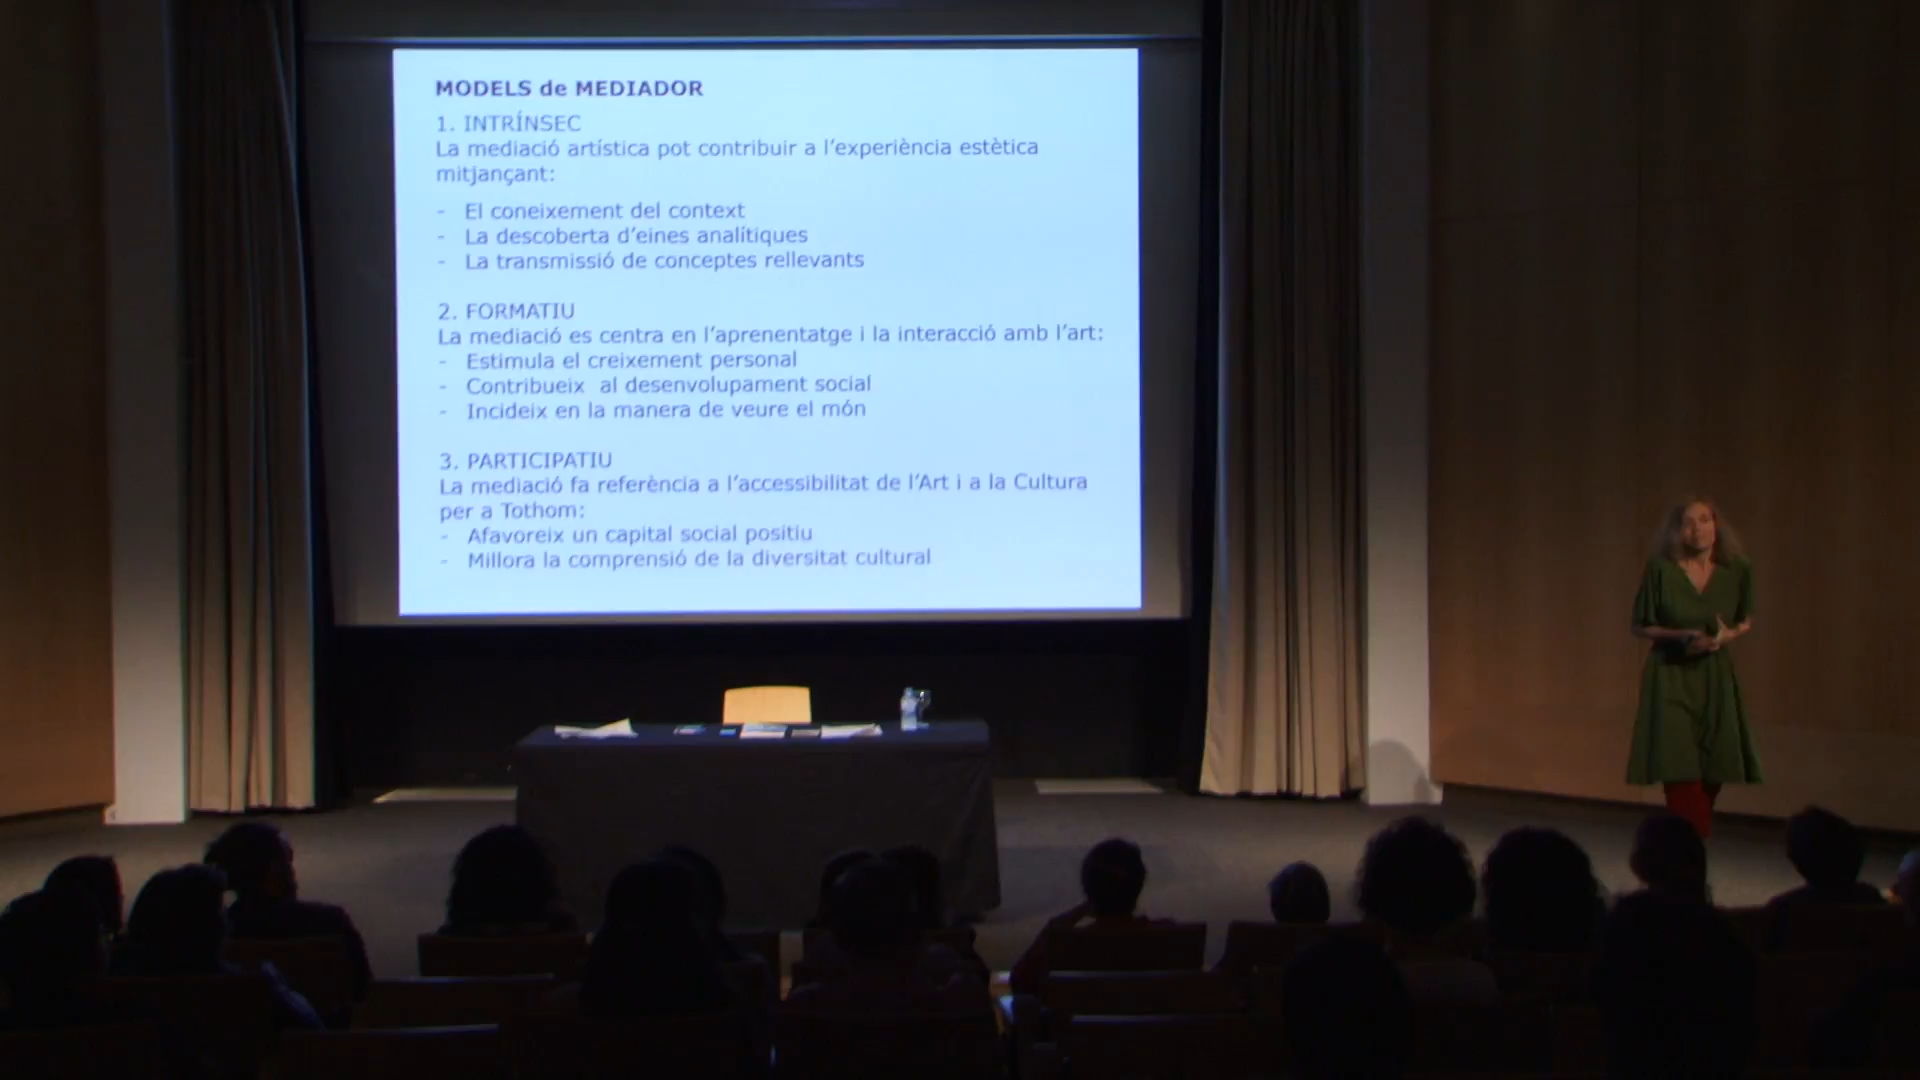 MODELS de MEDIADOR
1. INTRÍNSEC
La mediació artística pot contribuir a l'experiència estètica
mitjançant:
- El coneixement del context
- La descoberta d'eines analítiques
- La transmissió de conceptes rellevants
2. FORMATIU
La mediació es centra en l'aprenentatge i la interacció amb l'art:
- Estimula el creixement personal
- Contribueix al desenvolupament social
- Incideix en la manera de veure el món
3. PARTICIPATIU
La mediació fa referència a l'accessibilitat de l'Art i a la Cultura
per a Tothom:
- Afavoreix un capital social positiu
- Millora la comprensió de la diversitat cultural